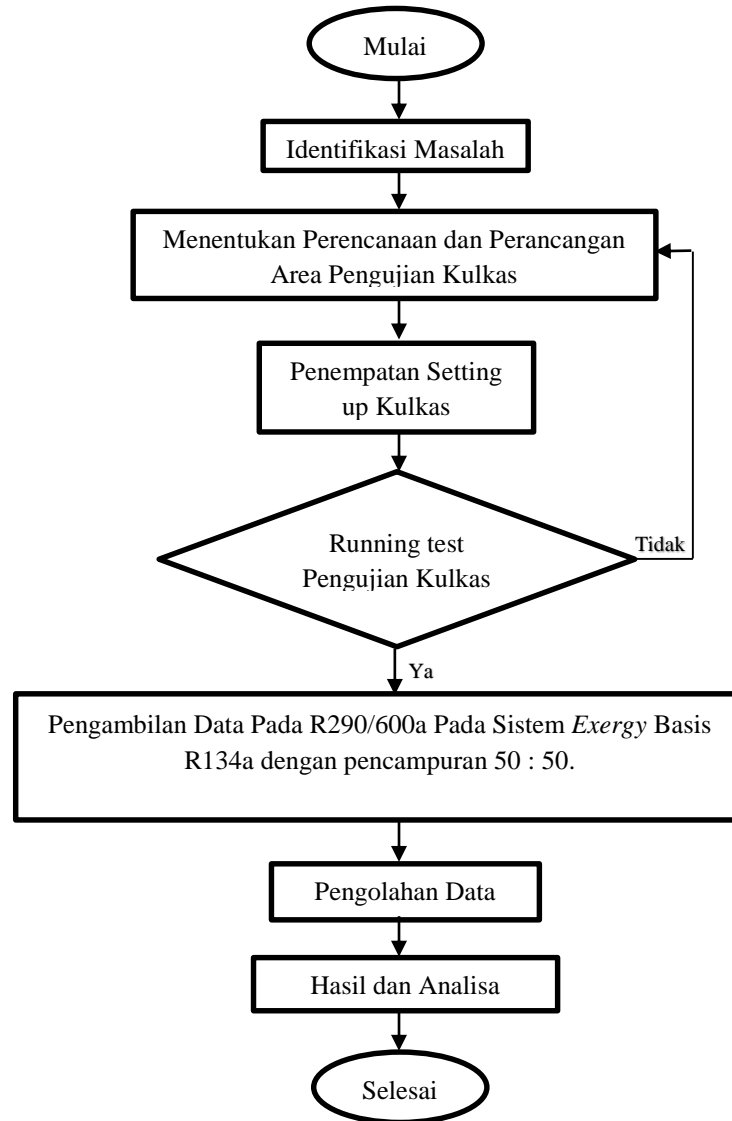 Mulai
Identifikasi Masalah
Menentukan Perencanaan dan Perancangan
Area Pengujian Kulkas
Penempatan Setting
up Kulkas
Running test
Pengujian Kulkas
Tidak
Ya
Pengambilan Data Pada R290/600a Pada Sistem Exergy Basis
R134a dengan pencampuran 50 : 50.
Pengolahan Data
Hasil dan Analisa
Selesai